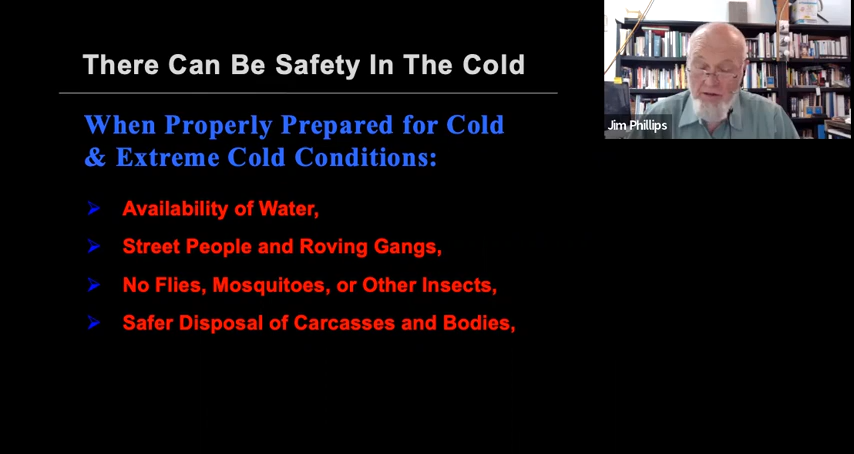 There Can Be Safety In The Cold
When Properly Prepared for Cold
& Extreme Cold Conditions:
Availability of Water,
Street People and Roving Gangs,
No Flies, Mosquitoes, or Other Insects,
Safer Disposal of Carcasses and Bodies,
Jim Phillips